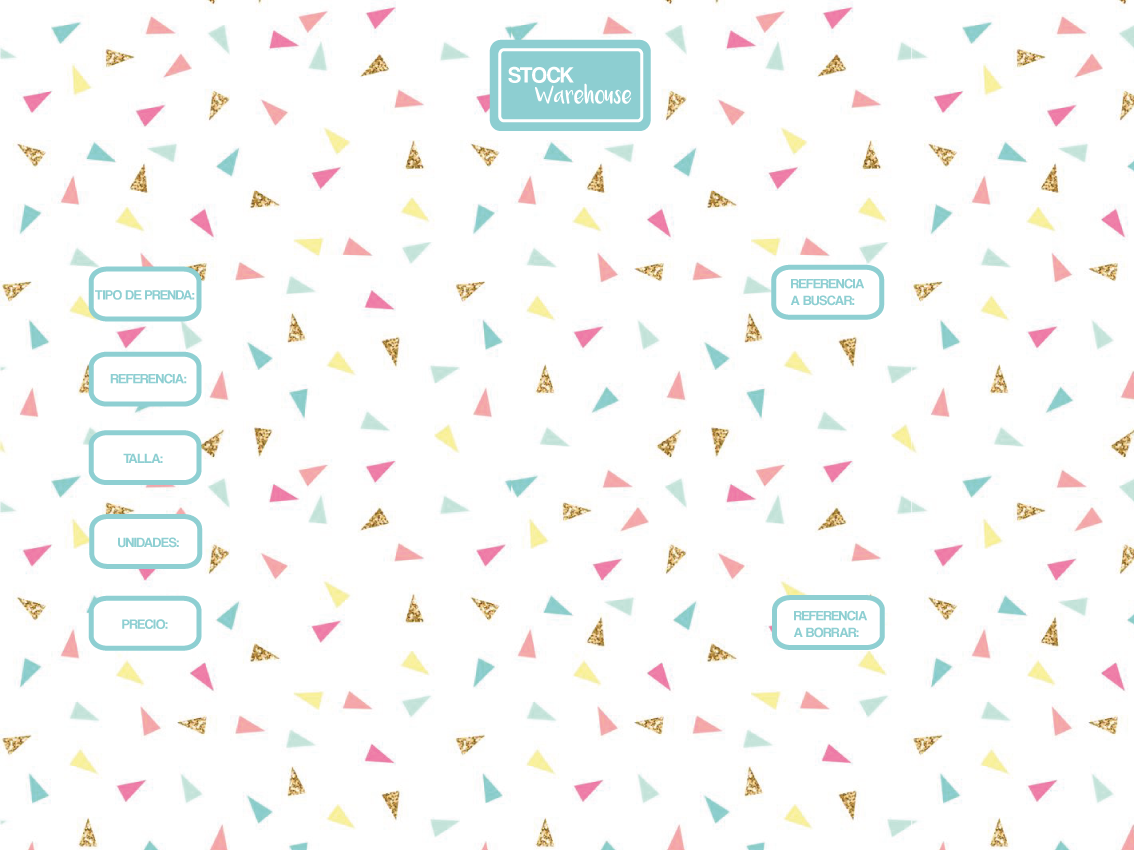 STOCK
Warehouse
TIPO DE PRENDA:
REFERENCIA:
TALLA:
UNIDADES:
PRECIO:
REFERENCIA
A BUSCAR:
REFERENCIA
A BORRAR: